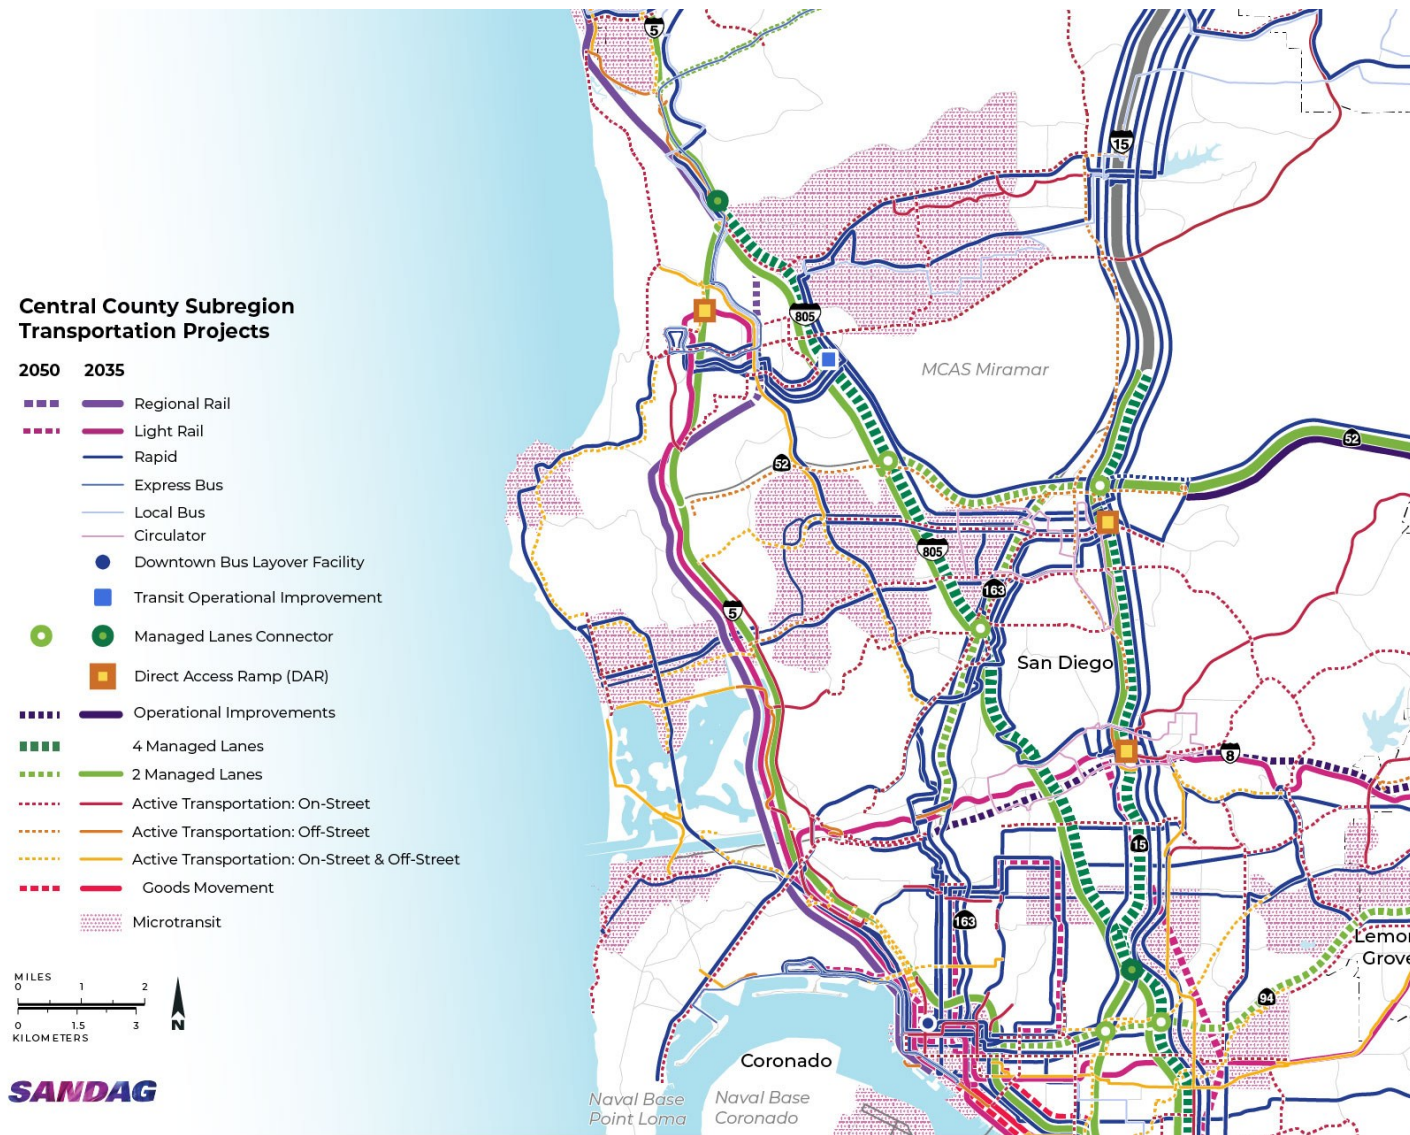 Central County Subregion
Transportation Projects
2050 2035
Regional Rail
Light Rail
Rapid
Express Bus
Local Bus
Circulator
Downtown Bus Layover Facility
Transit Operational Improvement
Managed Lanes Connector
Direct Access Ramp (DAR)
Operational Improvements
4 Managed Lanes
2 Managed Lanes
Active Transportation: On-Street
Active Transportation: Off-Street
Active Transportation: On-Street & Off-Street
Goods Movement
Microtransit
MILES
0 1 2
0 1.5 3
KILOMETERS
N
SANDAG
5
15
805
MCAS Miramar
52
52
805
163
5
San Diego
8
15
163
Lemon
Grove
94
Coronado
Naval Base
Point Loma
Naval Base
Coronado